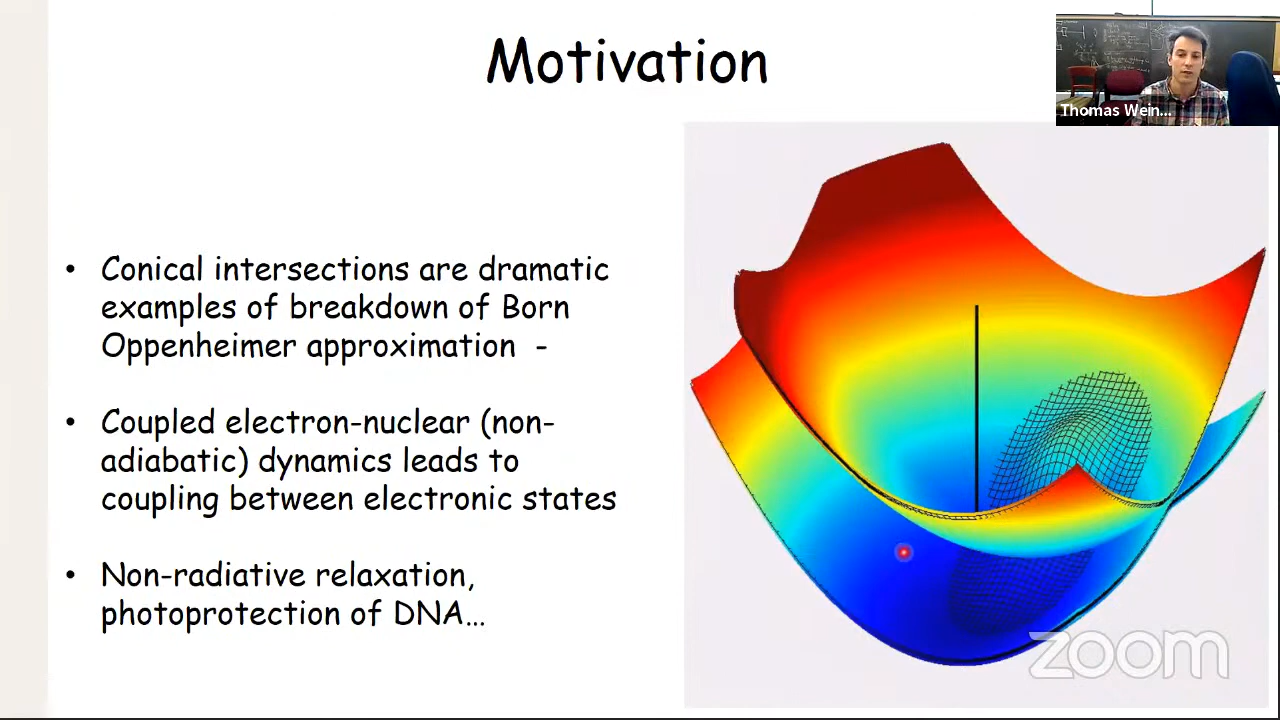 Motivation
Thomas Wein...
• Conical intersections are dramatic
examples of breakdown of Born
Oppenheimer approximation -
• Coupled electron-nuclear (non-
adiabatic) dynamics leads to
coupling between electronic states
• Non-radiative relaxation,
photoprotection of DNA…
zoom